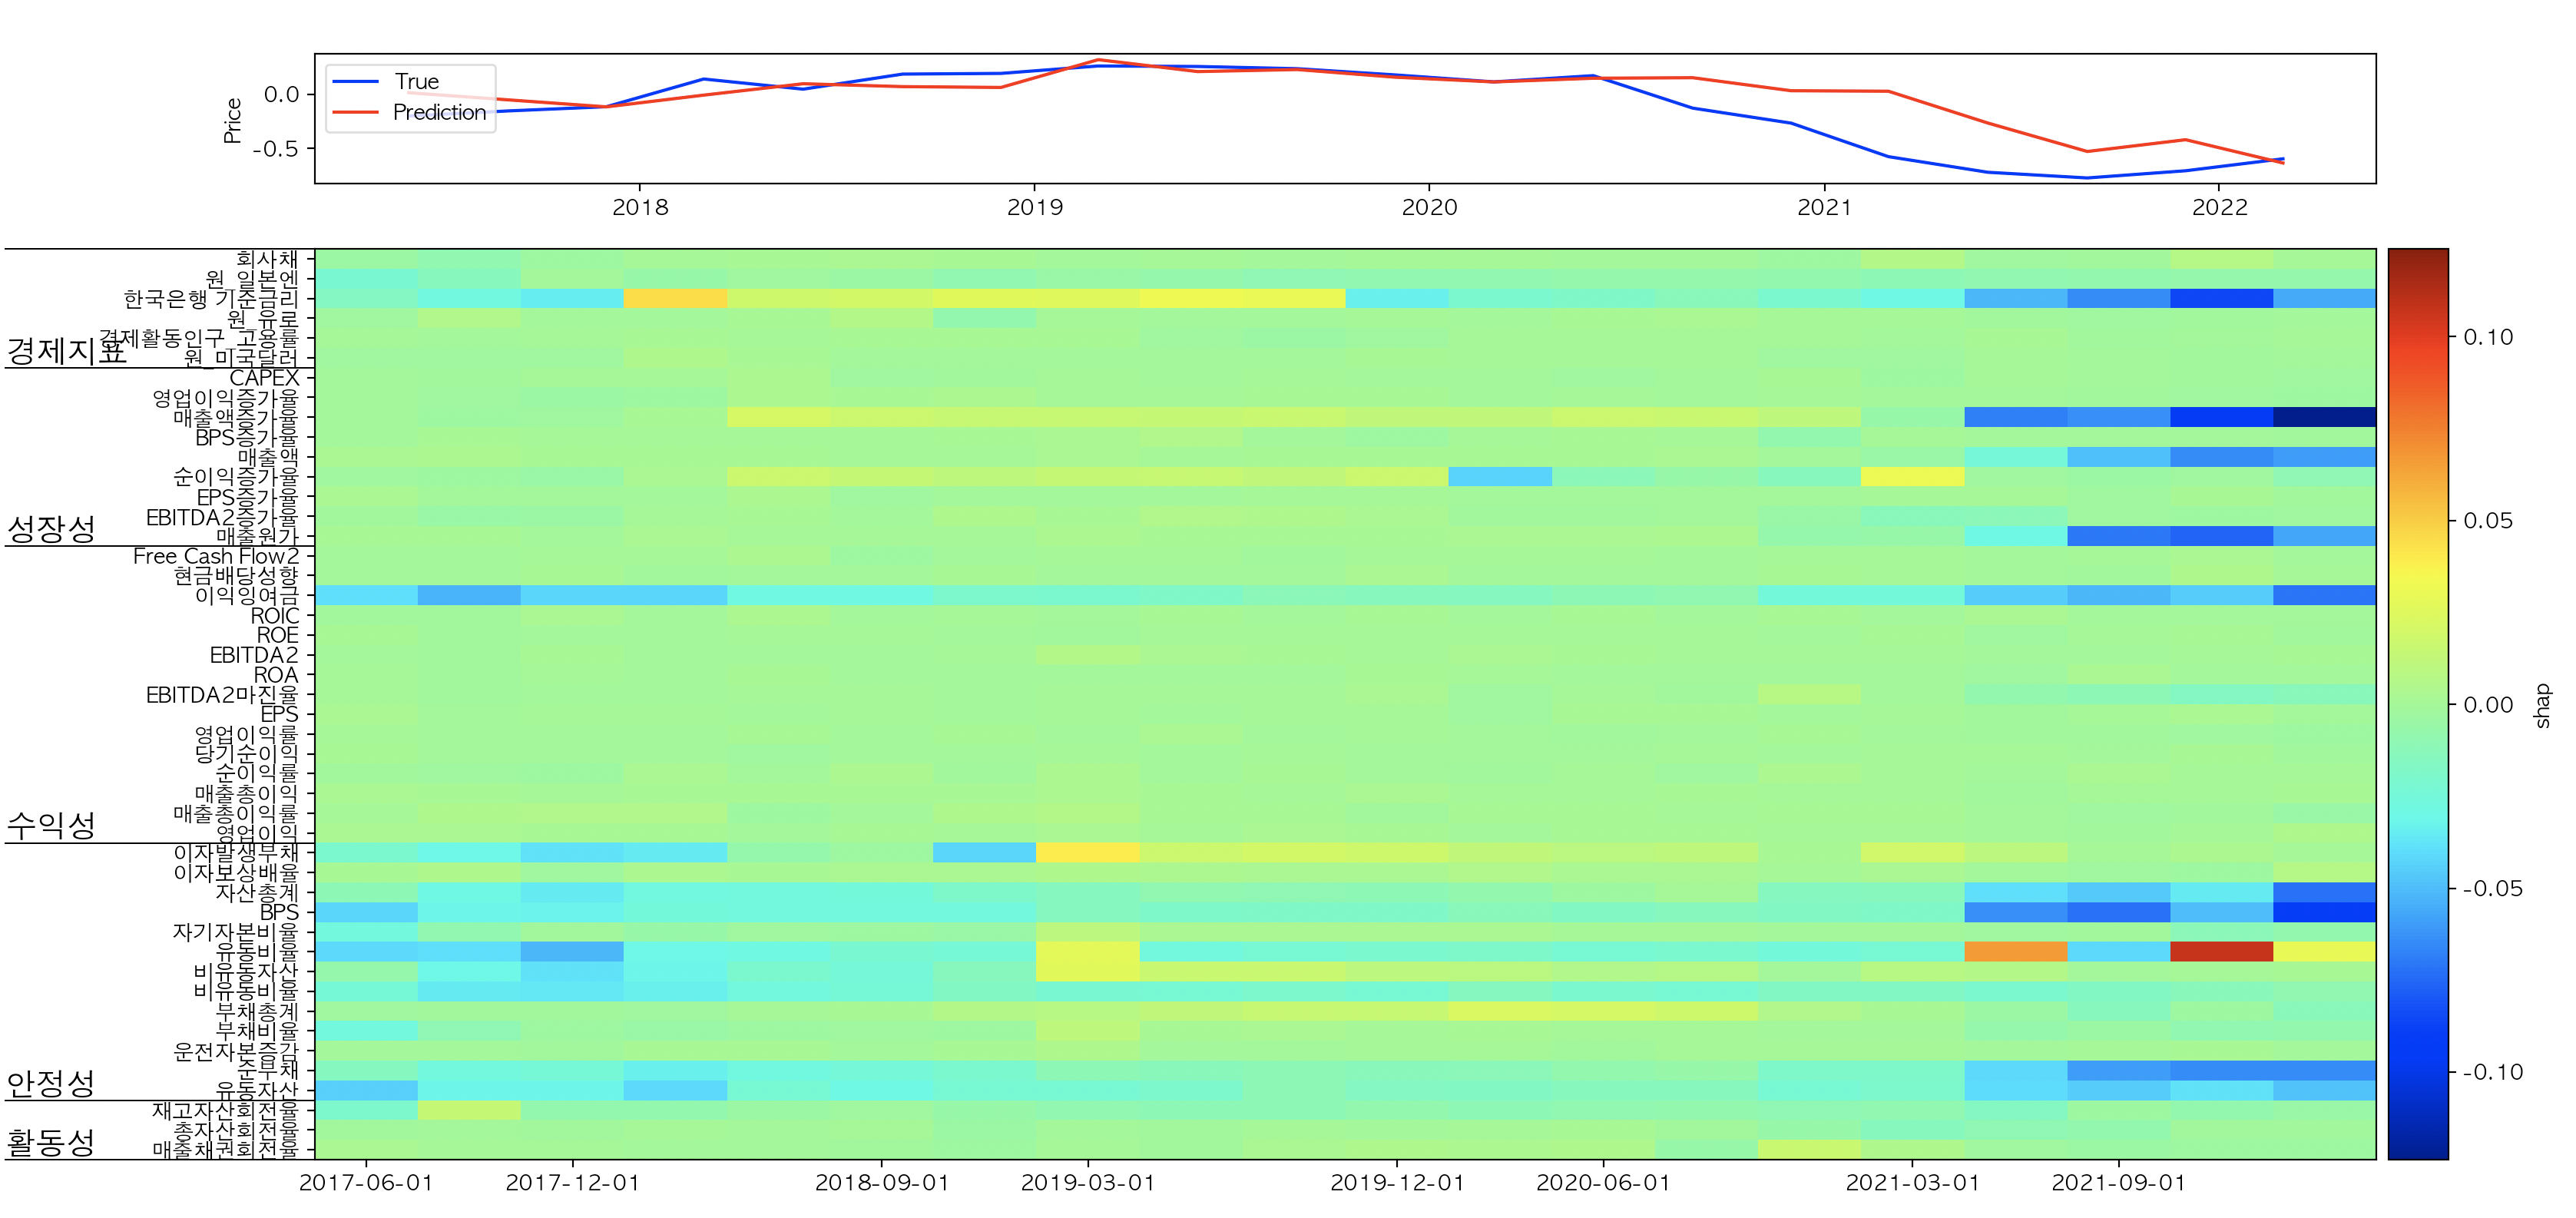 True
Prediction
Price
0.0
-0.5
2018
2019
2020
2021
2022
회사채
원_일본엔
한국은행 기준금리
원_유로
경제활동인구_고용률
경제지표
원_미국달러
CAPEX
영업이익증가율
매출액증가율
BPS증가율
매출액
순이익증가율
EPS증가율
EBITDA2증가율
성장성
매출원가
Free Cash Flow2
현금배당성향
이익잉여금
ROIC
ROE
EBITDA2
ROA
EBITDA2마진율
EPS
영업이익률
당기순이익
순이익률
매출총이익
매출총이익률
수익성
영업이익
이자발생부채
이자보상배율
자산총계
BPS
자기자본비율
유동비율
비유동자산
비유동비율
부채총계
부채비율
운전자본증감
순부채
안정성
유동자산
재고자산회전율
총자산회전율
활동성
매출채권회전율
2017-06-01
2017-12-01
2018-09-01
2019-03-01
2019-12-01
2020-06-01
2021-03-01
2021-09-01
0.10
0.05
0.00
-0.05
-0.10
shap